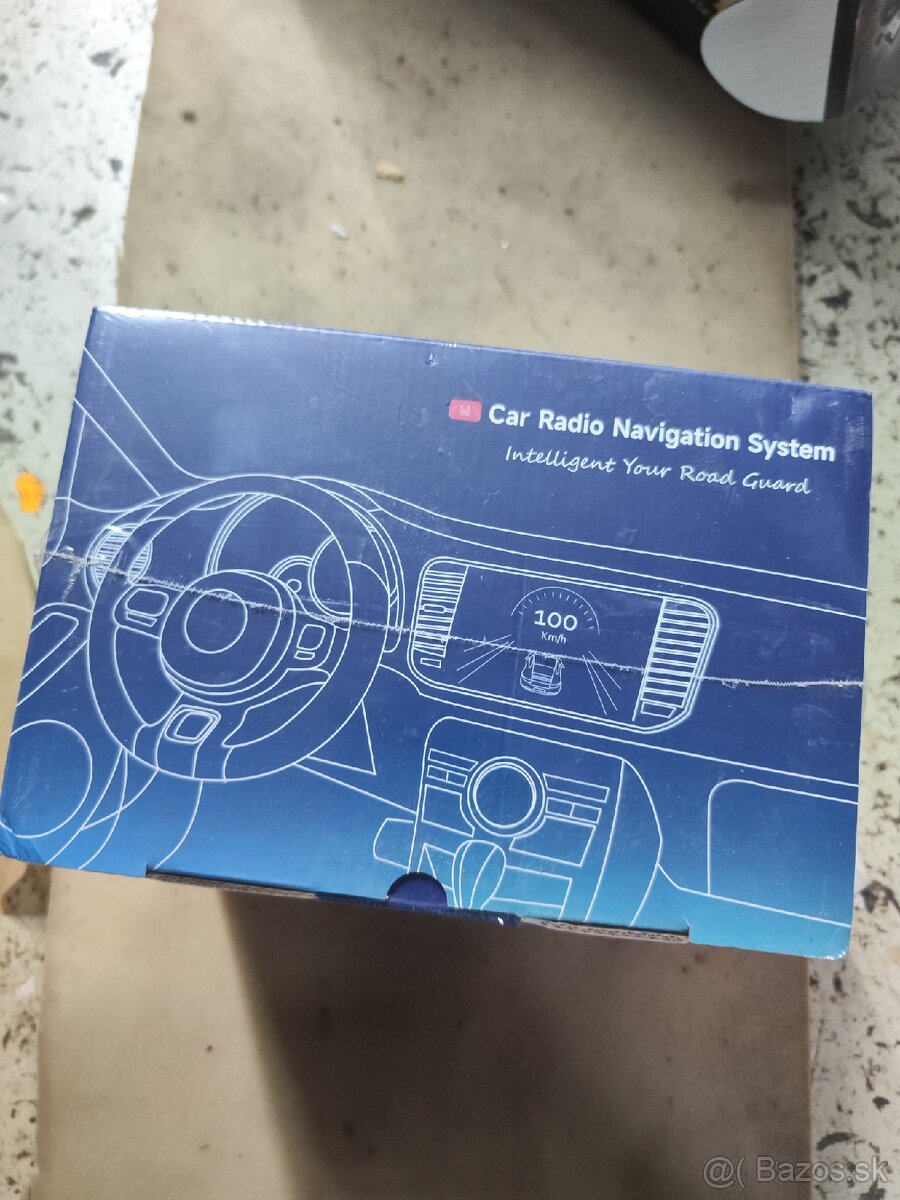 Car Radio Navigation System
Intelligent Your Road Guard
100
Km/h
@( Bazos.sk